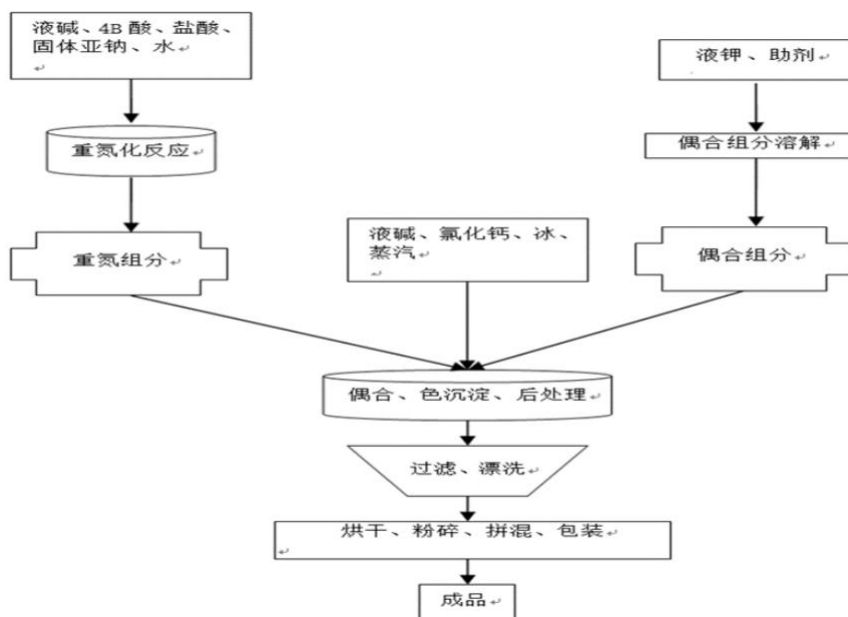 液碱、4B 酸、盐酸、
固体亚钠、水
液钾、助剂
重氮化反应
偶合组分溶解
重氮组分
液碱、氯化钙、冰、
蒸汽
偶合组分
偶合、色沉淀、后处理
过滤、漂洗
烘干、粉碎、拼混、包装
成品